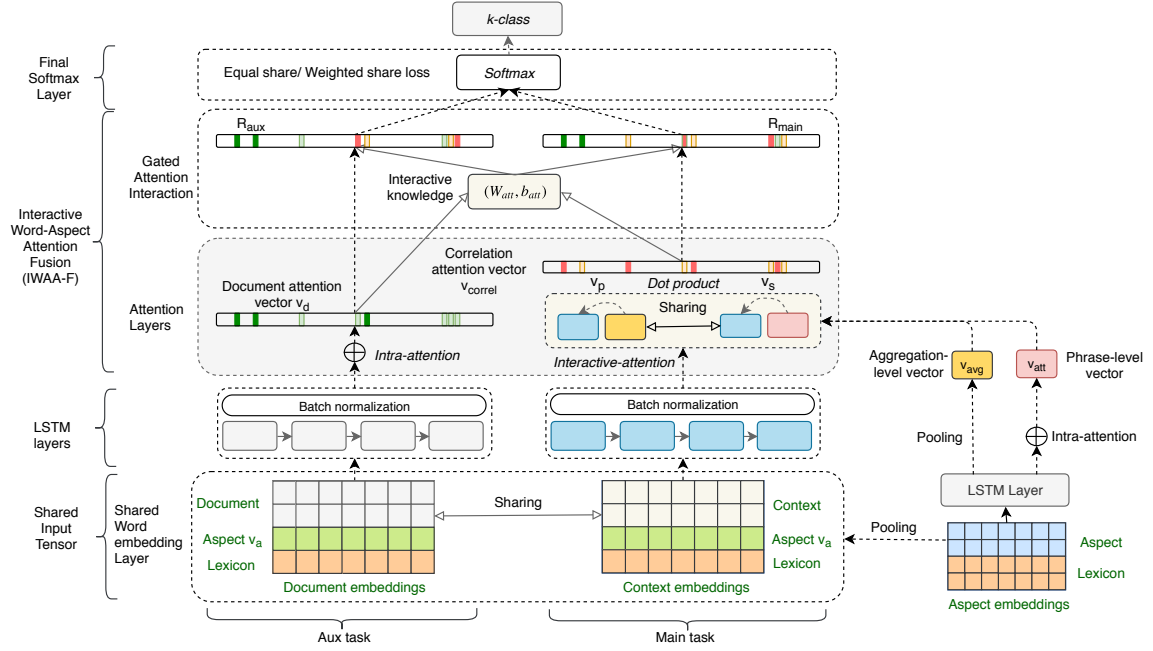 k-class
Final
Softmax
Layer
Equal share/ Weighted share loss
Softmax
R_aux
R_main
Gated
Attention
Interaction
Interactive
knowledge
(W_att, b_att)
Interactive
Word-Aspect
Attention
Fusion
(IWAA-F)
Attention
Layers
Correlation
attention vector
v_correl
Document attention
vector v_d
v_p
Dot product
v_s
Sharing
Intra-attention
Interactive-attention
Aggregation-
level vector
v_avg
v_att
Phrase-level
vector
LSTM
layers
Batch normalization
Batch normalization
Pooling
Intra-attention
LSTM Layer
Shared
Input
Tensor
Shared
Word
embedding
Layer
Document
Aspect v_a
Lexicon
Document embeddings
Sharing
Context
Aspect v_a
Lexicon
Context embeddings
Pooling
Aspect
Lexicon
Aspect embeddings
Aux task
Main task